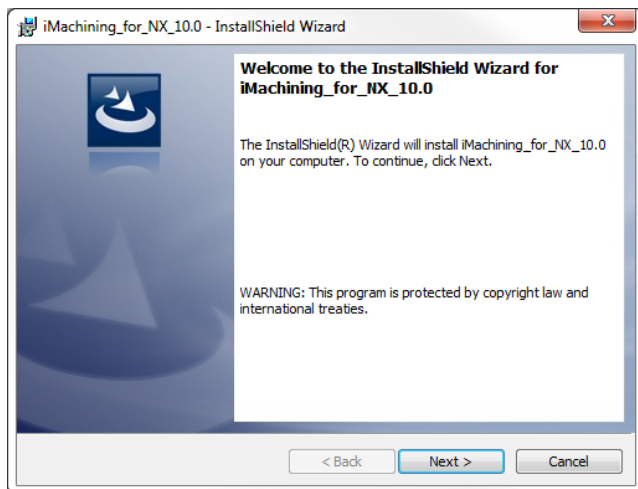 iMachining_for_NX_10.0 - InstallShield Wizard
Welcome to the InstallShield Wizard for
iMachining_for_NX_10.0
The InstallShield(R) Wizard will install iMachining_for_NX_10.0
on your computer. To continue, click Next.
WARNING: This program is protected by copyright law and
international treaties.
< Back
Next >
Cancel